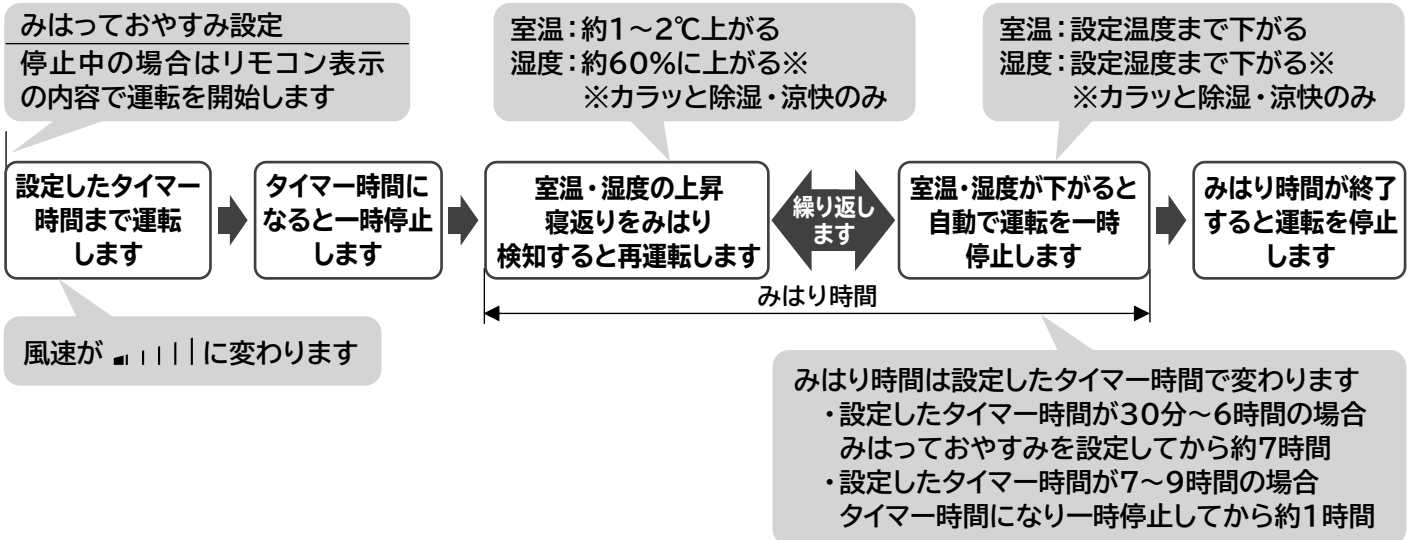 みはっておやすみ設定
停止中の場合はリモコン表示
の内容で運転を開始します
室温：約1～2℃上がる
湿度：約60％に上がる※
※カラッと除湿・涼快のみ
室温：設定温度まで下がる
湿度：設定湿度まで下がる※
※カラッと除湿・涼快のみ
設定したタイマー
時間まで運転
します
タイマー時間に
なると一時停止
します
室温・湿度の上昇
寝返りをみはり
検知すると再運転します
繰り返し
ます
室温・湿度が下がると
自動で運転を一時
停止します
みはり時間が終了
すると運転を停止
します
みはり時間
風速が に変わります
みはり時間は設定したタイマー時間で変わります
・設定したタイマー時間が30分～6時間の場合
みはっておやすみを設定してから約7時間
・設定したタイマー時間が7～9時間の場合
タイマー時間になり一時停止してから約1時間